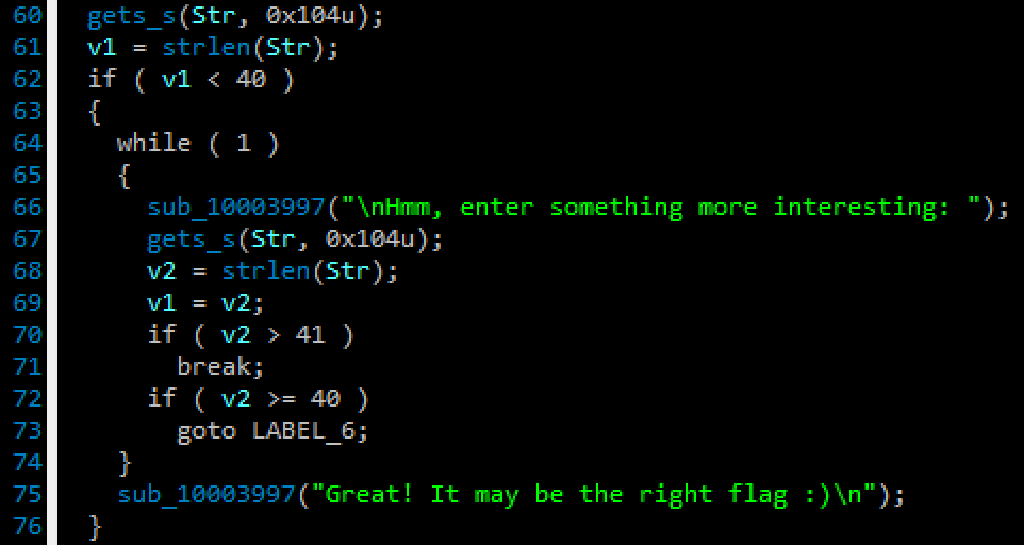 60 gets_s(Str, 0x104u);
61 v1 = strlen(Str);
62 if ( v1 < 40 )
63 {
64 while ( 1 )
65 {
66 sub_10003997("\nHmm, enter something more interesting: ");
67 gets_s(Str, 0x104u);
68 v2 = strlen(Str);
69 v1 = v2;
70 if ( v2 > 41 )
71 break;
72 if ( v2 >= 40 )
73 goto LABEL_6;
74 }
75 sub_10003997("Great! It may be the right flag :)\n");
76 }